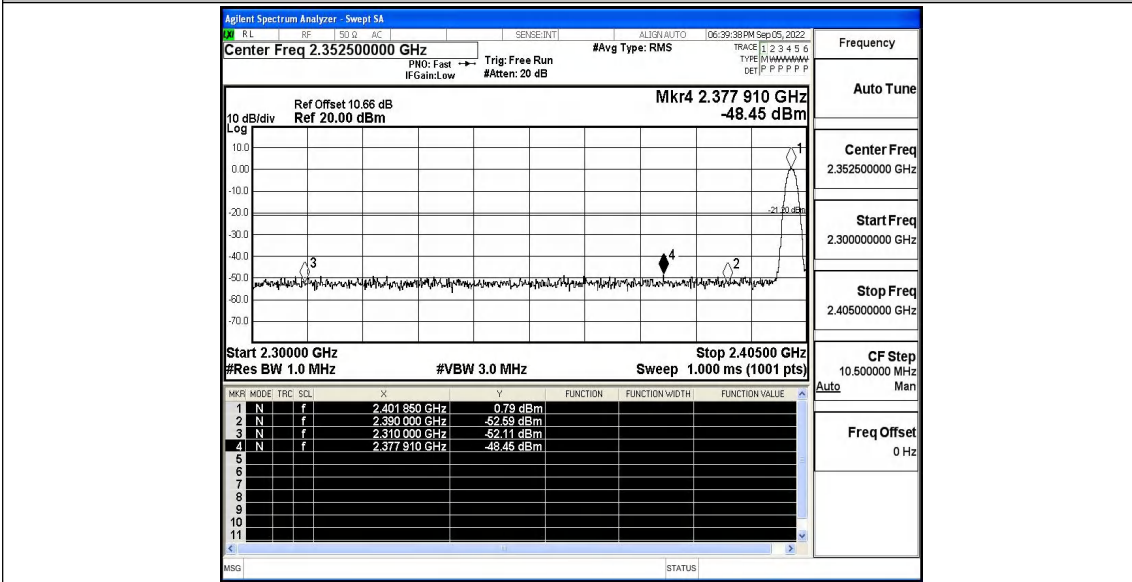 Agilent Spectrum Analyzer - Swept SA
LXI RL RF 50 Ω AC SENSE:INT ALIGNAUTO 06:39:38PM Sep 05, 2022
Center Freq 2.352500000 GHz #Avg Type: RMS TRACE 1 2 3 4 5 6
PNO: Fast Trig: Free Run TYPE MWWWWW
IFGain:Low #Atten: 20 dB DET P P P P P P
Frequency
Auto Tune
Center Freq
2.352500000 GHz
Start Freq
2.300000000 GHz
Stop Freq
2.405000000 GHz
CF Step
10.500000 MHz
Auto Man
Freq Offset
0 Hz
Mkr4 2.377 910 GHz
Ref Offset 10.66 dB
10 dB/div Ref 20.00 dBm -48.45 dBm
Log
10.0
0.00
-10.0
-20.0
-30.0
-40.0
-50.0
-60.0
-70.0
1
-21.20 dBm
3
4
2
Start 2.30000 GHz Stop 2.40500 GHz
#Res BW 1.0 MHz #VBW 3.0 MHz Sweep 1.000 ms (1001 pts)
MKR MODE TRC SCL X Y FUNCTION FUNCTION WIDTH FUNCTION VALUE
1 N f 2.401 850 GHz 0.79 dBm
2 N f 2.390 000 GHz -52.59 dBm
3 N f 2.310 000 GHz -52.11 dBm
4 N f 2.377 910 GHz -48.45 dBm
5
6
7
8
9
10
11
MSG STATUS